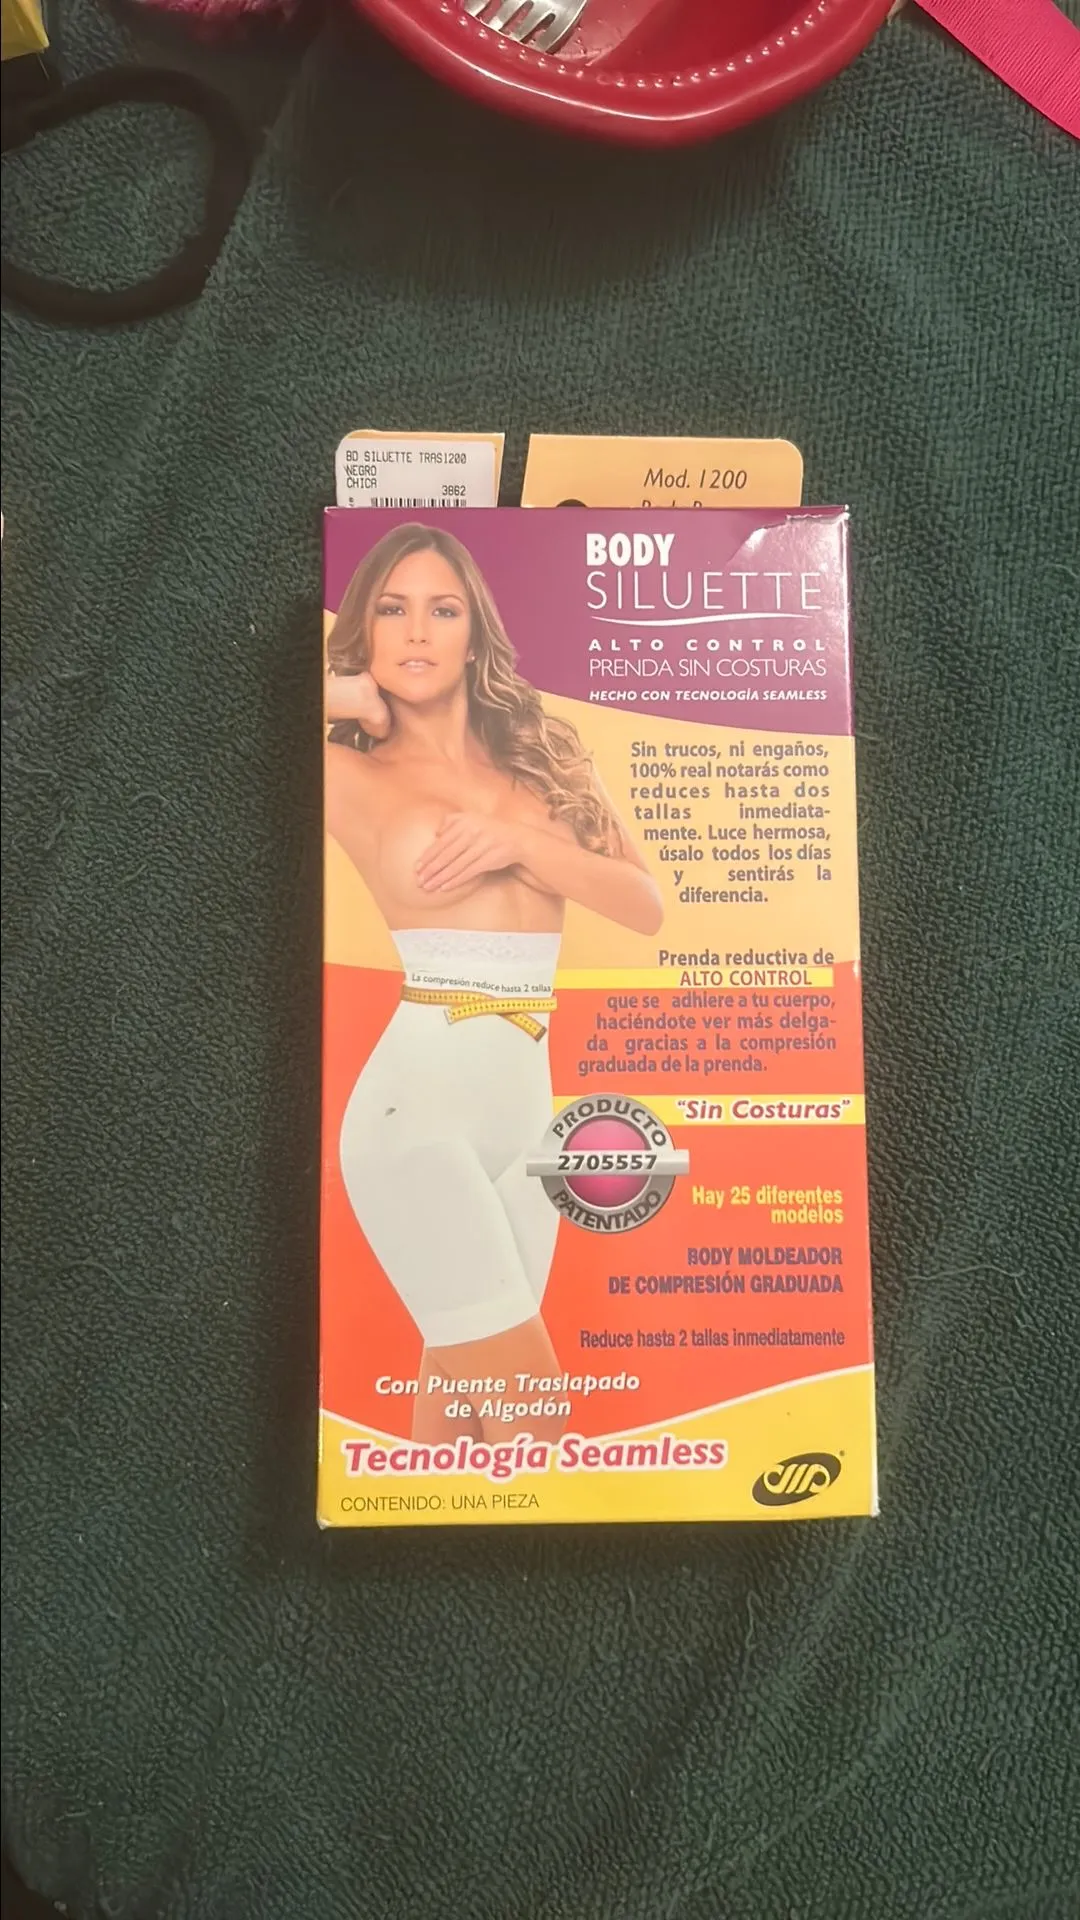 BD SILUETTE TRAS1200
NEGRO
CHICA
3862
Mod. 1200
BODY
SILUETTE
ALTO CONTROL
PRENDA SIN COSTURAS
HECHO CON TECNOLOGÍA SEAMLESS
Sin trucos, ni engaños,
100% real notarás como
reduces hasta dos
tallas inmediata-
mente. Luce hermosa,
úsalo todos los días
y sentirás la
diferencia.
La compresión reduce hasta 2 tallas
Prenda reductiva de
ALTO CONTROL
que se adhiere a tu cuerpo,
haciéndote ver más delga-
da gracias a la compresión
graduada de la prenda.
"Sin Costuras"
PRODUCTO
2705557
PATENTADO
Hay 25 diferentes
modelos
BODY MOLDEADOR
DE COMPRESIÓN GRADUADA
Reduce hasta 2 tallas inmediatamente
Con Puente Traslapado
de Algodón
Tecnología Seamless
CONTENIDO: UNA PIEZA